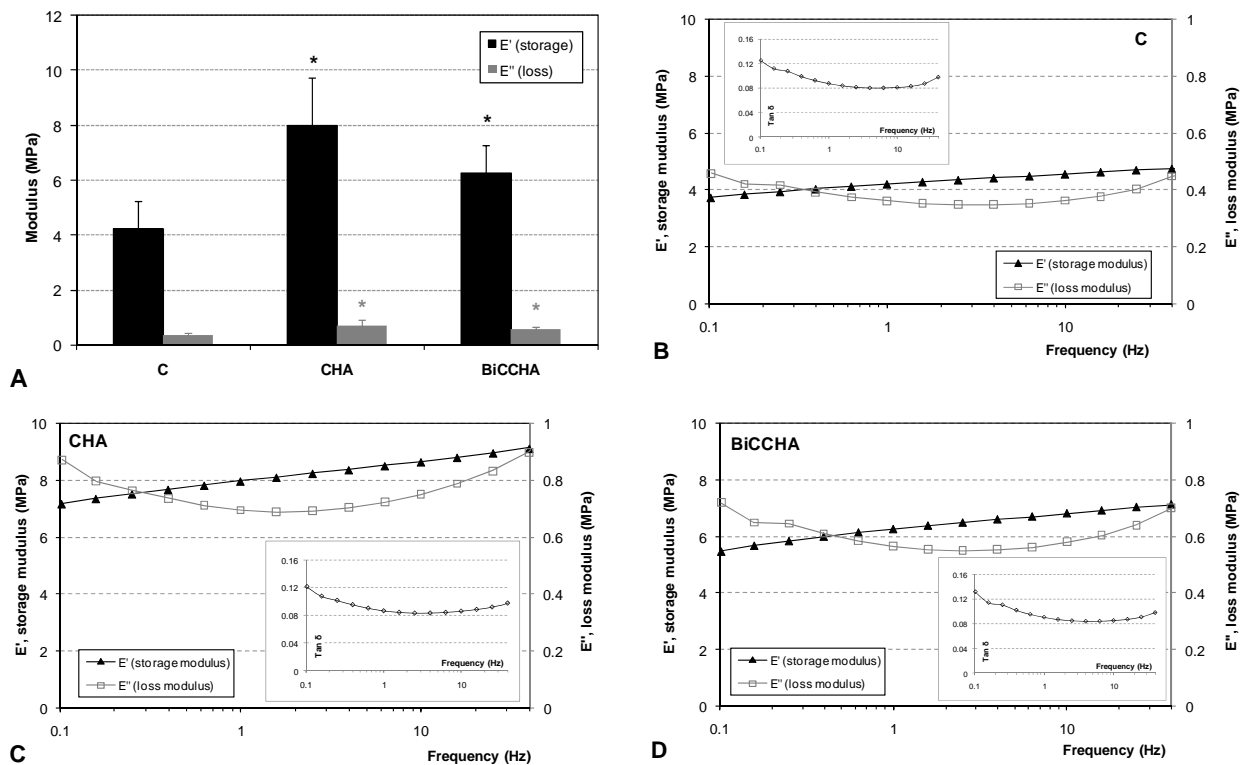 12
10
8
6
4
2
0
Modulus (MPa)
E' (storage)
E'' (loss)
*
*
*
*
C
CHA
BiCCHA
A
10
8
6
4
2
0
E', storage mudulus (MPa)
C
0.16
0.12
0.08
0.04
0
Tan δ
0.1
1
10
Frequency (Hz)
E' (storage modulus)
E'' (loss modulus)
1
0.8
0.6
0.4
0.2
0
E'', loss modulus (MPa)
0.1
1
10
Frequency (Hz)
B
10
8
6
4
2
0
E', storage mudulus (MPa)
CHA
0.16
0.12
0.08
0.04
0
Tan δ
0.1
1
10
Frequency (Hz)
E' (storage modulus)
E'' (loss modulus)
1
0.8
0.6
0.4
0.2
0
E'', loss modulus (MPa)
0.1
1
10
Frequency (Hz)
C
10
8
6
4
2
0
E', storage mudulus (MPa)
BiCCHA
0.16
0.12
0.08
0.04
0
Tan δ
0.1
1
10
Frequency (Hz)
E' (storage modulus)
E'' (loss modulus)
1
0.8
0.6
0.4
0.2
0
E'', loss modulus (MPa)
0.1
1
10
Frequency (Hz)
D